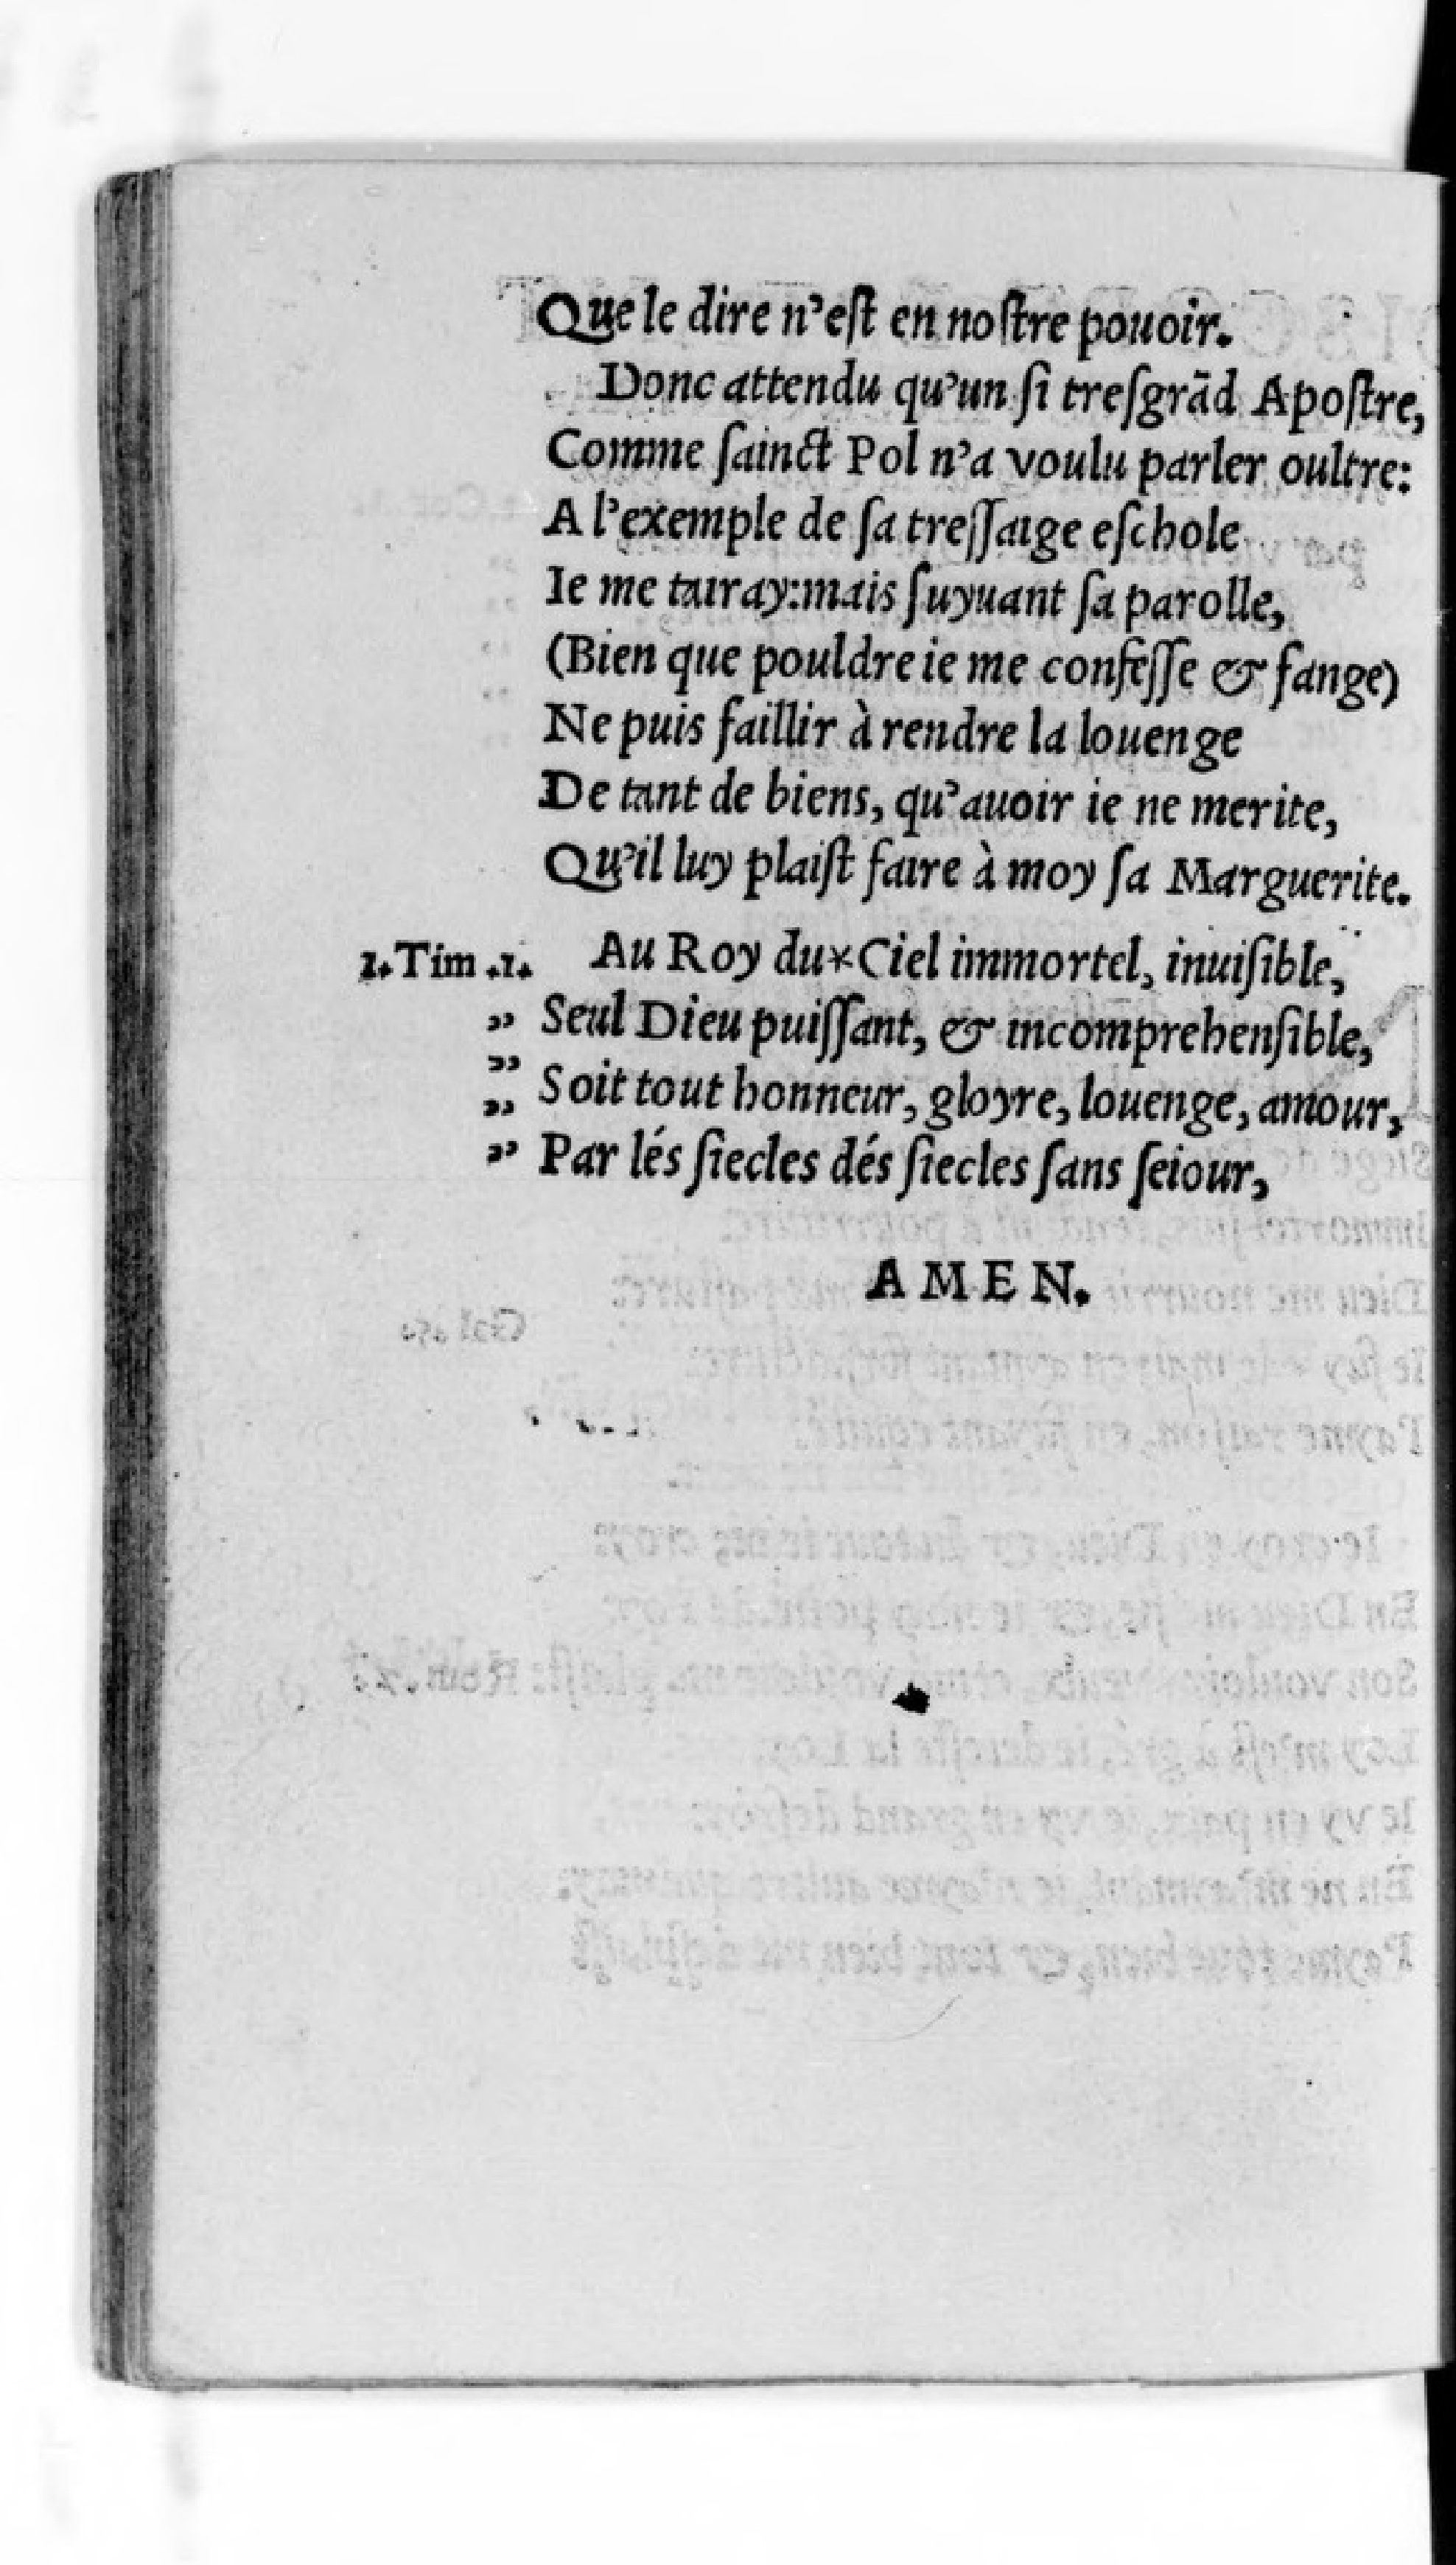 Que le dire n'eſt en noſtre pouoir.
Donc attendu qu'un ſi treſgrãd Apoſtre,
Comme ſainct Pol n'a voulu parler oultre:
A l'exemple de ſa treſſaige eſchole
Ie me tairay:mais ſuyuant ſa parolle,
(Bien que pouldre ie me confeſſe & fange)
Ne puis faillir à rendre la louenge
De tant de biens, qu'auoir ie ne merite,
Qu'il luy plaiſt faire à moy ſa Marguerite.
1.Tim.1. Au Roy du*Ciel immortel, inuiſible,
" Seul Dieu puiſſant, & incomprehenſible,
" Soit tout honneur, gloyre, louenge, amour,
"
" Par lés ſiecles dés ſiecles ſans ſeiour,
AMEN.